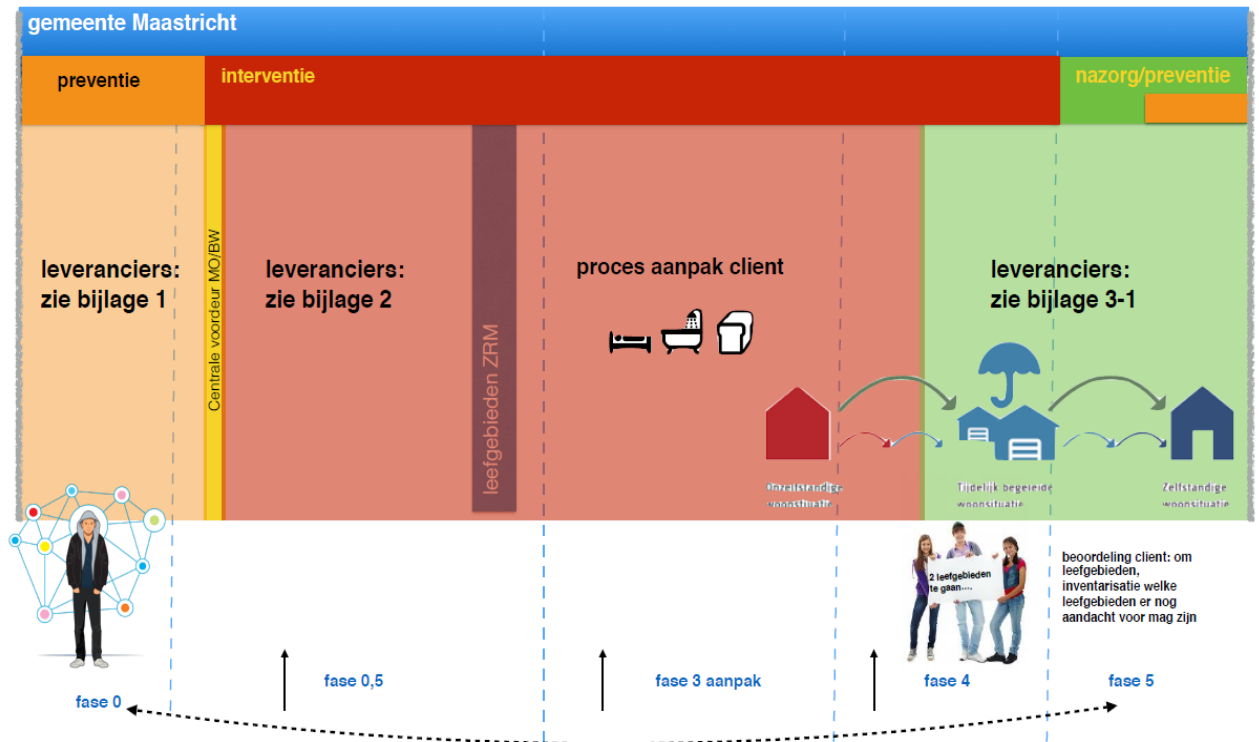 gemeente Maastricht
preventie
interventie
nazorg/preventie
leveranciers:
zie bijlage 1
Centrale voordeur MO/BW
leveranciers:
zie bijlage 2
leefgebieden ZRM
proces aanpak client
leveranciers:
zie bijlage 3-1
Onzelfstandige
woonsituatie
Tijdelijk begeleide
woonsituatie
Zelfstandige
woonsituatie
2 leefgebieden
te gaan....
beoordeling client: om
leefgebieden,
inventarisatie welke
leefgebieden er nog
aandacht voor mag zijn
fase 0
fase 0,5
fase 3 aanpak
fase 4
fase 5